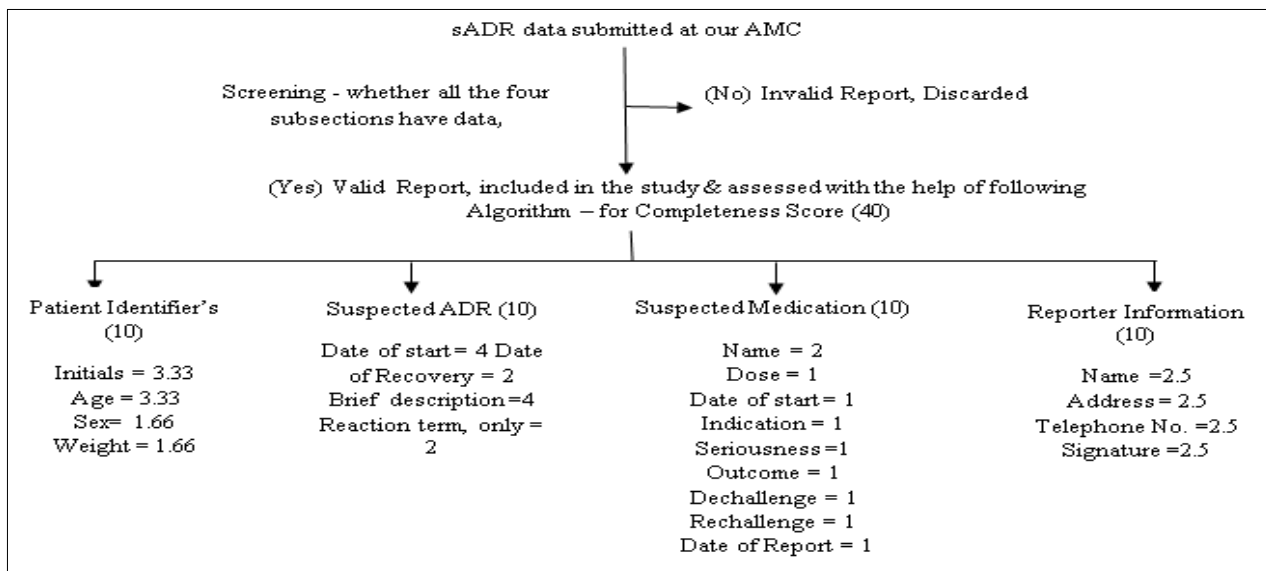 sADR data submitted at our AMC
Screening - whether all the four
subsections have data,
(No) Invalid Report, Discarded
(Yes) Valid Report, included in the study & assessed with the help of following
Algorithm – for Completeness Score (40)
Patient Identifier's
(10)
Initials = 3.33
Age = 3.33
Sex= 1.66
Weight = 1.66
Suspected ADR (10)
Date of start= 4 Date
of Recovery = 2
Brief description=4
Reaction term, only =
2
Suspected Medication (10)
Name = 2
Dose = 1
Date of start= 1
Indication = 1
Seriousness=1
Outcome = 1
Dechallenge = 1
Rechallenge = 1
Date of Report = 1
Reporter Information
(10)
Name =2.5
Address= 2.5
Telephone No. =2.5
Signature =2.5